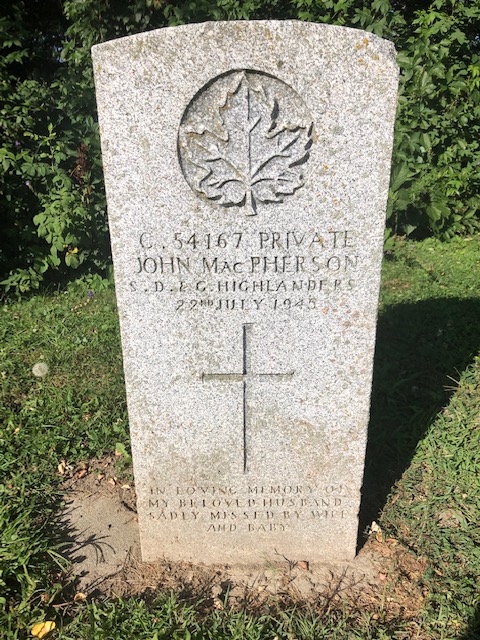 C. 54167 PRIVATE
JOHN MACPHERSON
S. D. & G. HIGHLANDERS
22ND JULY 1945
IN LOVING MEMORY OF
MY BELOVED HUSBAND
SADLY MISSED BY WIFE
AND BABY